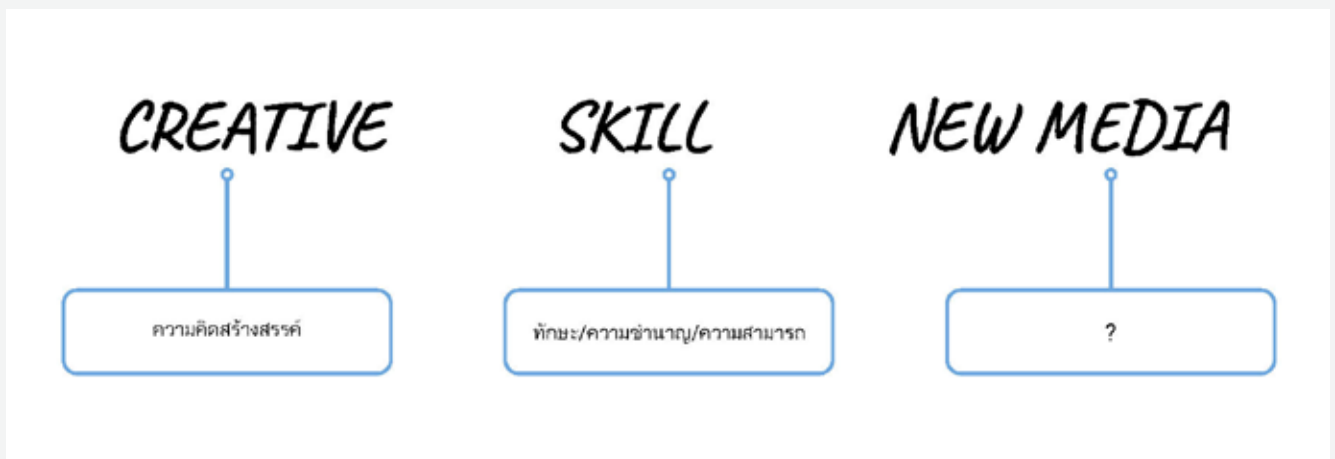 CREATIVE
SKILL
NEW MEDIA
ความคิดสร้างสรรค์
ทักษะ/ความชำนาญ/ความสามารถ
?